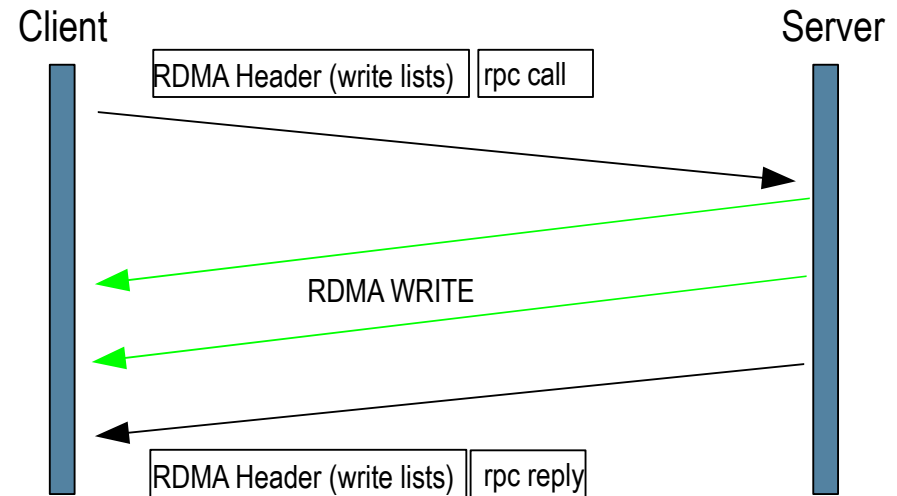 Client
Server
RDMA Header (write lists)
rpc call
RDMA WRITE
RDMA Header (write lists)
rpc reply